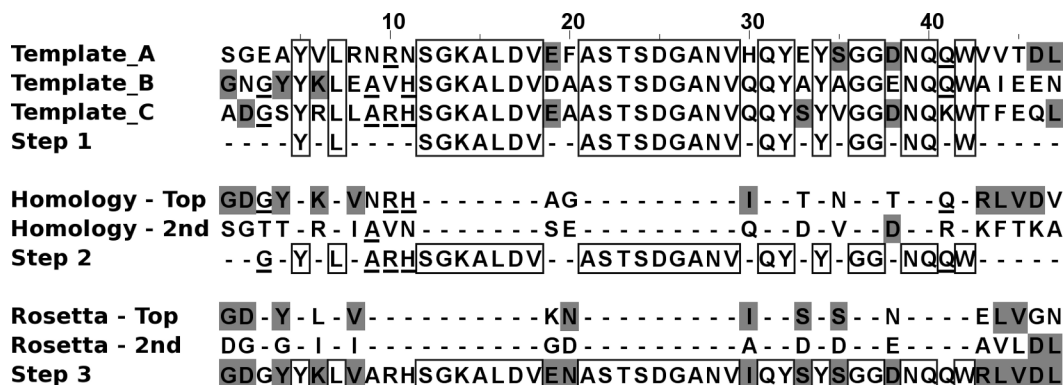 10 20 30 40
Template_A SGEAYVLRNRNSGKALDVEFASTSDGANVHQYEYSGGDNQQWVVTDL
Template_B GNGYYKLEAVHSGKALDVDAASTSDGANVQQYAYAGGENQQWAIEEN
Template_C ADGSYRLLARHSGKALDVEAASTSDGANVQQYSYVGGDNQKWTFEQL
Step 1 ----Y-L----SGKALDV--ASTSDGANV-QY-Y-GG-NQ-W-----
Homology - Top GDGY-K-VNRH-------AG---------I--T-N--T--Q-RLVDV
Homology - 2nd SGTT-R-IAVN-------SE---------Q--D-V--D--R-KFTKA
Step 2 --G-Y-L-ARHSGKALDV--ASTSDGANV-QY-Y-GG-NQQW-----
Rosetta - Top GD-Y-L-V----------KN---------I--S-S--N----ELVGN
Rosetta - 2nd DG-G-I-I----------GD---------A--D-D--E----AVLDL
Step 3 GDGYYKLVARHSGKALDVENASTSDGANVIQYSYSGGDNQQWRLVDL